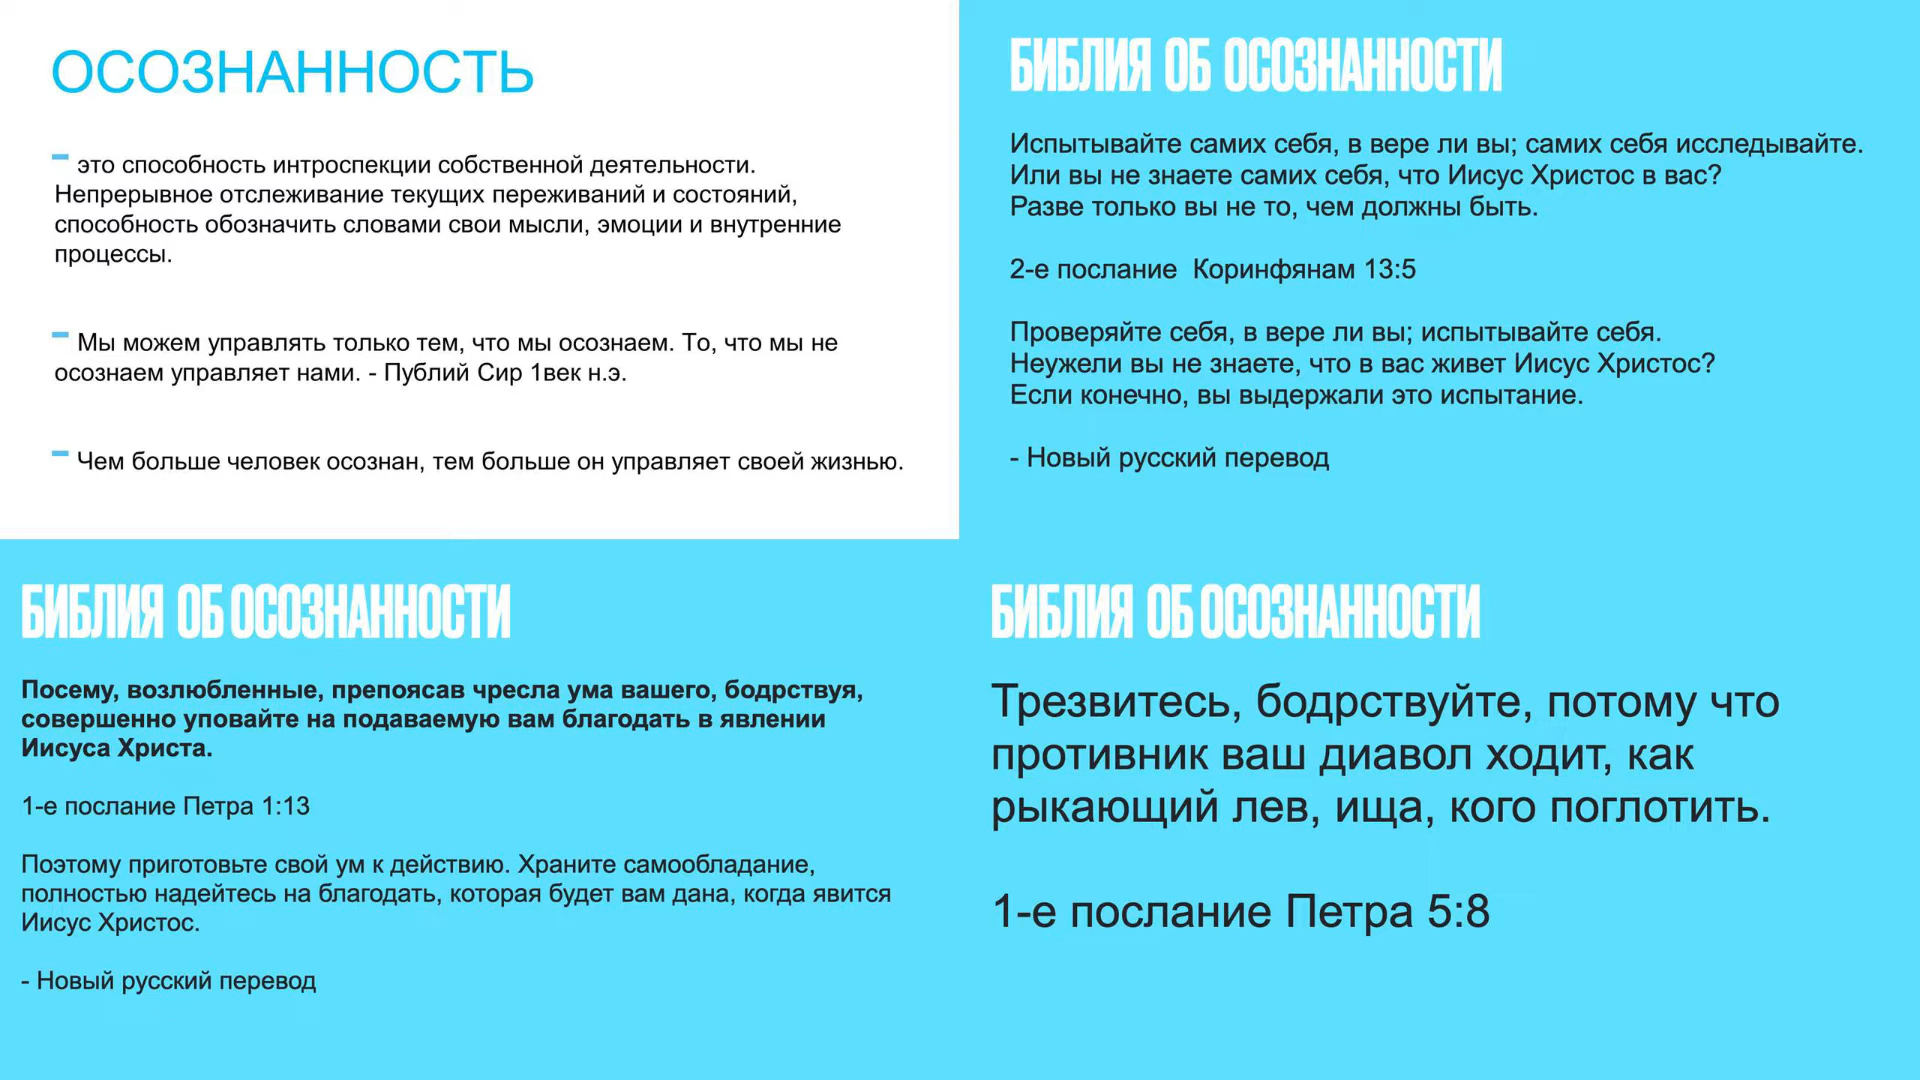 ОСОЗНАННОСТЬ
- это способность интроспекции собственной деятельности.
Непрерывное отслеживание текущих переживаний и состояний,
способность обозначить словами свои мысли, эмоции и внутренние
процессы.
- Мы можем управлять только тем, что мы осознаем. То, что мы не
осознаем управляет нами. - Публий Сир 1век н.э.
- Чем больше человек осознан, тем больше он управляет своей жизнью.
БИБЛИЯ ОБ ОСОЗНАННОСТИ
Испытывайте самих себя, в вере ли вы; самих себя исследывайте.
Или вы не знаете самих себя, что Иисус Христос в вас?
Разве только вы не то, чем должны быть.
2-е послание  Коринфянам 13:5
Проверяйте себя, в вере ли вы; испытывайте себя.
Неужели вы не знаете, что в вас живет Иисус Христос?
Если конечно, вы выдержали это испытание.
- Новый русский перевод
БИБЛИЯ ОБ ОСОЗНАННОСТИ
Посему, возлюбленные, препоясав чресла ума вашего, бодрствуя,
совершенно уповайте на подаваемую вам благодать в явлении
Иисуса Христа.
1-е послание Петра 1:13
Поэтому приготовьте свой ум к действию. Храните самообладание,
полностью надейтесь на благодать, которая будет вам дана, когда явится
Иисус Христос.
- Новый русский перевод
БИБЛИЯ ОБ ОСОЗНАННОСТИ
Трезвитесь, бодрствуйте, потому что
противник ваш диавол ходит, как
рыкающий лев, ища, кого поглотить.
1-е послание Петра 5:8